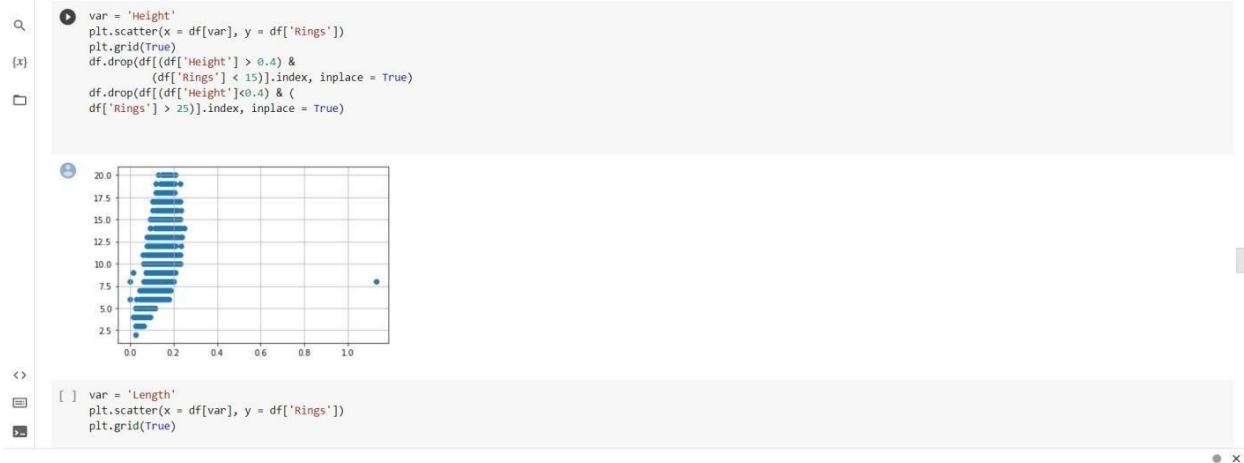 var = 'Height'
plt.scatter(x = df[var], y = df['Rings'])
plt.grid(True)
{x}
df.drop(df[(df['Height'] > 0.4) &
(df['Rings'] < 15)].index, inplace = True)
df.drop(df[(df['Height']<0.4) & (
df['Rings'] > 25)].index, inplace = True)
20.0
17.5
15.0
12.5
10.0
7.5
5.0
2.5
0.0 0.2 0.4 0.6 0.8 1.0
[ ] var = 'Length'
plt.scatter(x = df[var], y = df['Rings'])
plt.grid(True)